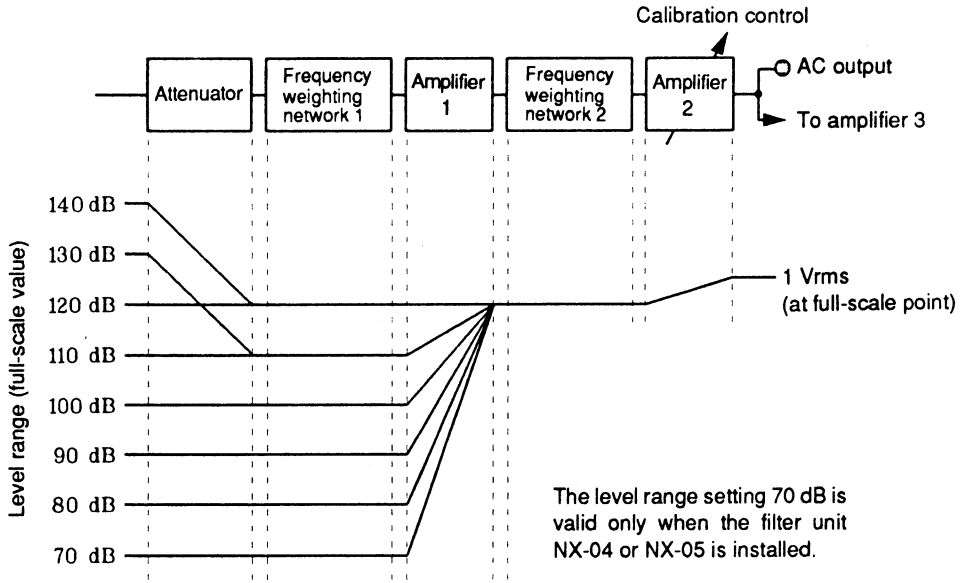 Calibration control
Attenuator
Frequency
weighting
network 1
Amplifier
1
Frequency
weighting
network 2
Amplifier
2
AC output
To amplifier 3
Level range (full-scale value)
140 dB
130 dB
120 dB
110 dB
100 dB
90 dB
80 dB
70 dB
1 Vrms
(at full-scale point)
The level range setting 70 dB is
valid only when the filter unit
NX-04 or NX-05 is installed.